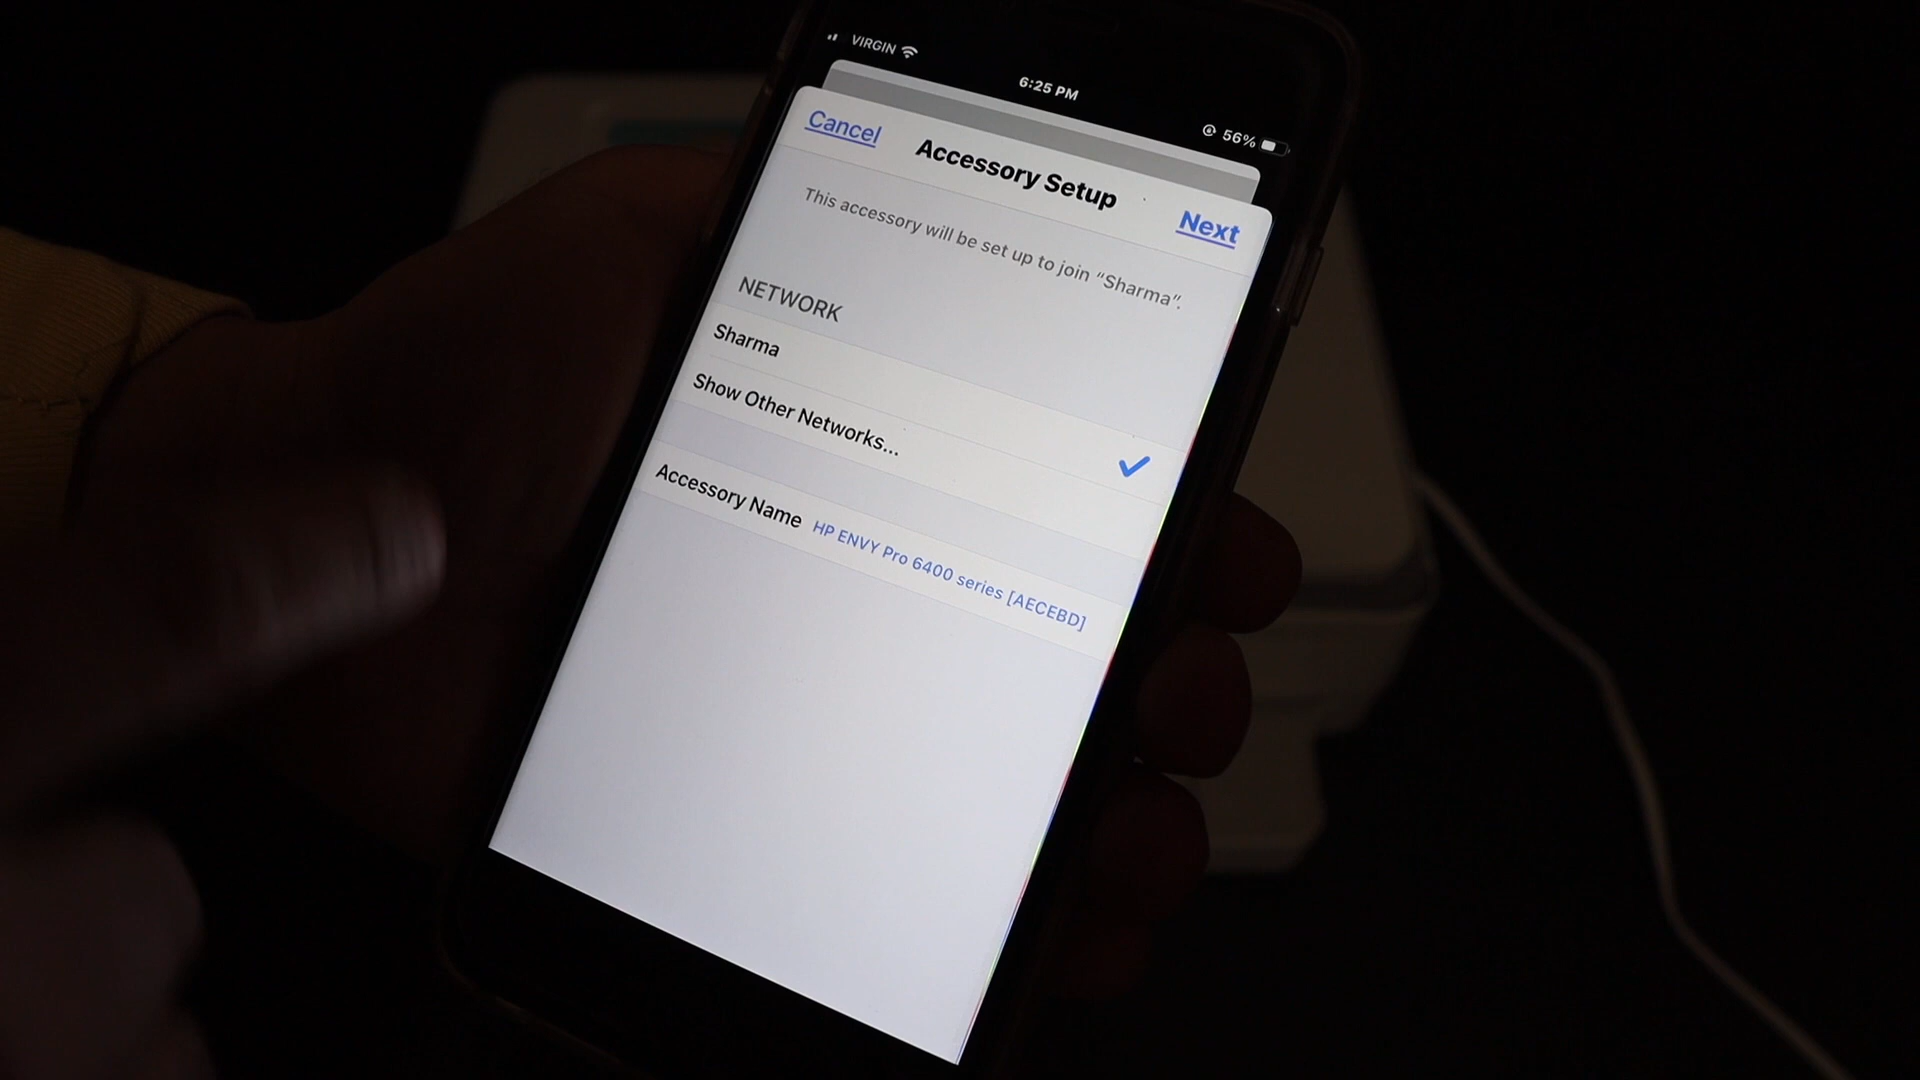 VIRGIN
6:25 PM
56%
Cancel
Accessory Setup
Next
This accessory will be set up to join “Sharma”.
NETWORK
Sharma
Show Other Networks...
Accessory Name HP ENVY Pro 6400 series [AECEBD]